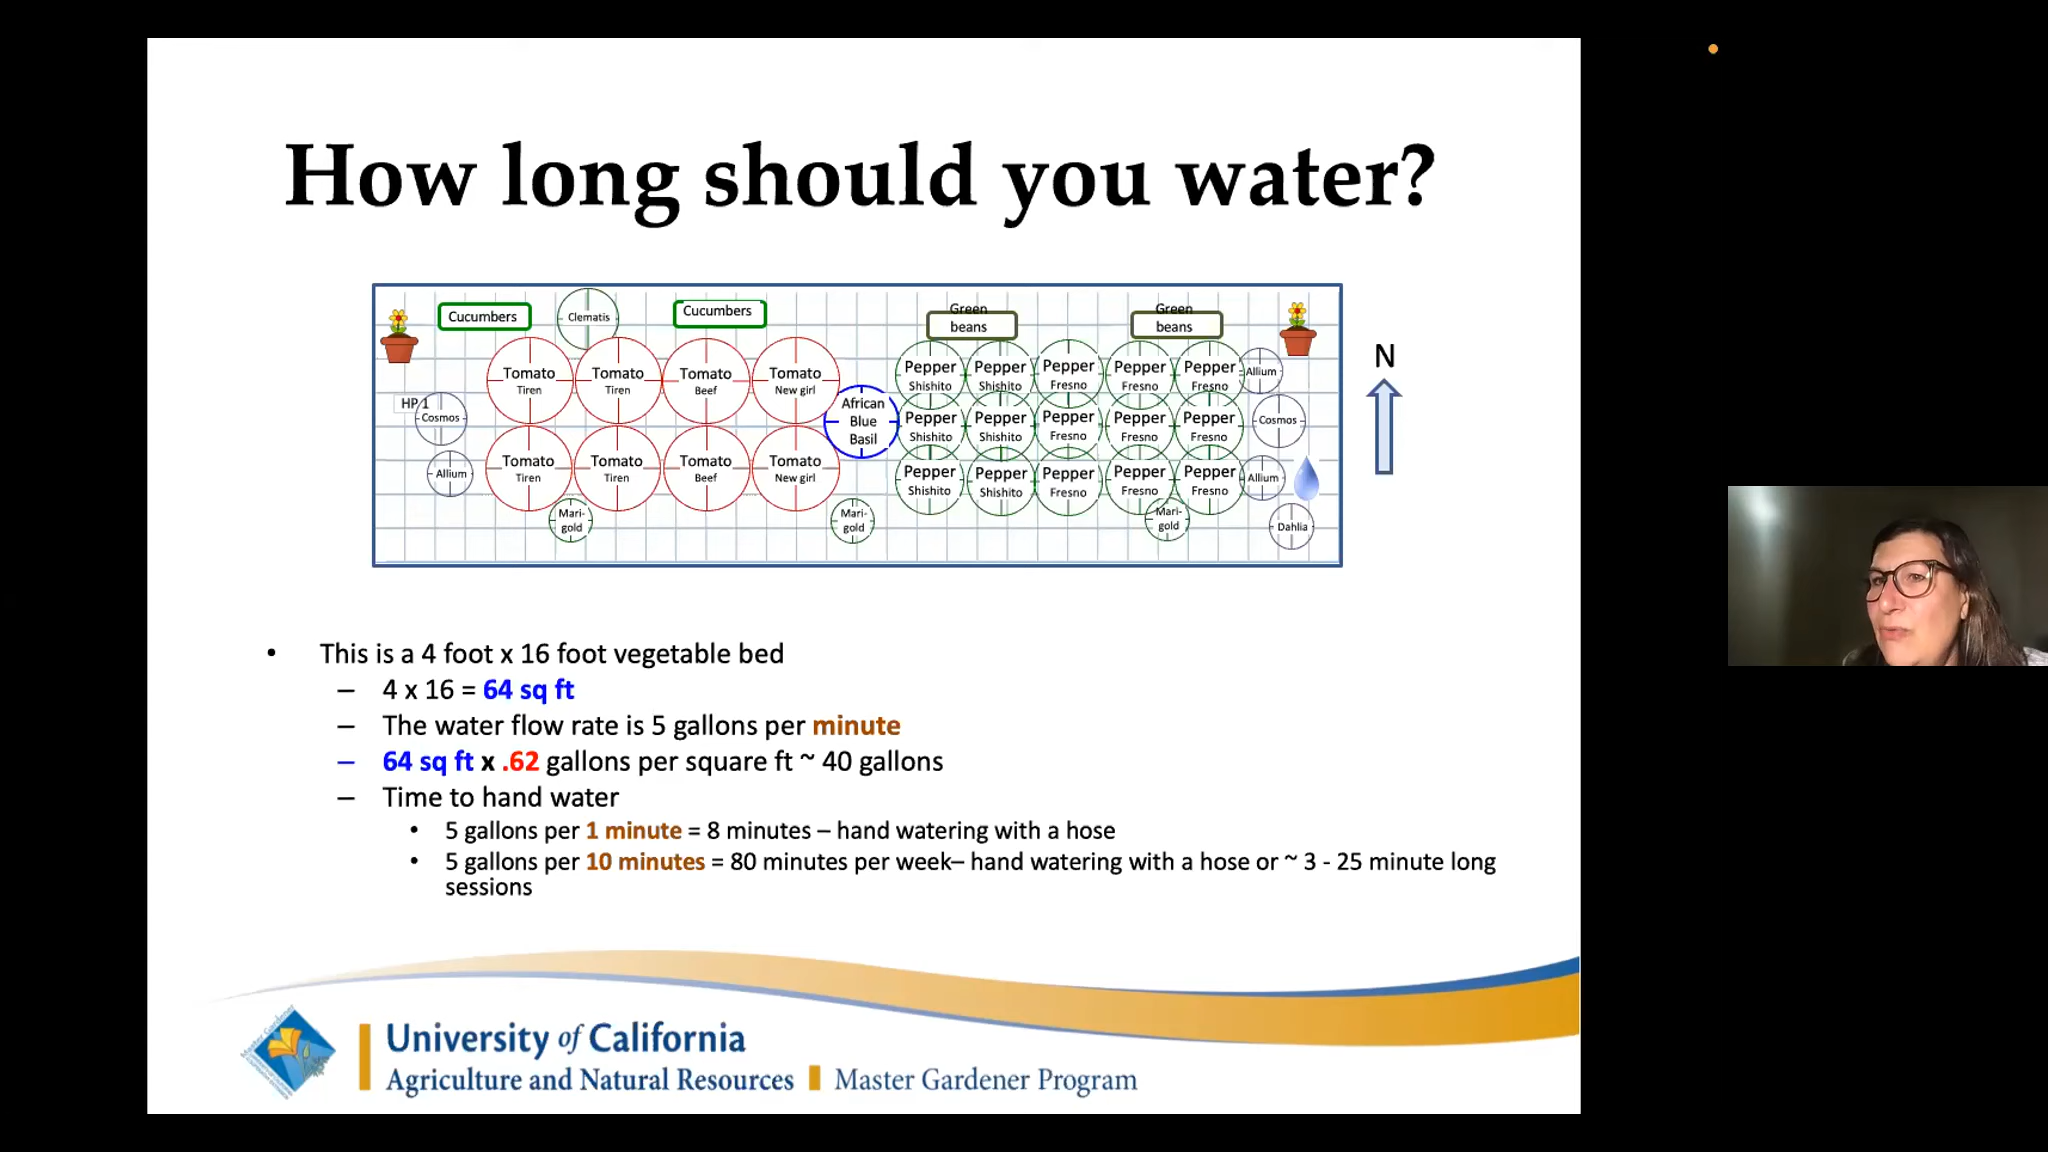 How long should you water?
Cucumbers
Clematis
Cucumbers
Green
beans
Green
beans
N
Tomato
Tiren
Tomato
Tiren
Tomato
Beef
Tomato
New girl
Pepper
Shishito
Pepper
Shishito
Pepper
Fresno
Pepper
Fresno
Pepper
Fresno
Allium
HP 1
Cosmos
African
Blue
Basil
Pepper
Shishito
Pepper
Shishito
Pepper
Fresno
Pepper
Fresno
Pepper
Fresno
Cosmos
Allium
Tomato
Tiren
Tomato
Tiren
Tomato
Beef
Tomato
New girl
Pepper
Shishito
Pepper
Shishito
Pepper
Fresno
Pepper
Fresno
Pepper
Fresno
Allium
Mari-
gold
Mari-
gold
Mari-
gold
Dahlia
• This is a 4 foot x 16 foot vegetable bed
– 4 x 16 = 64 sq ft
– The water flow rate is 5 gallons per minute
– 64 sq ft x .62 gallons per square ft ~ 40 gallons
– Time to hand water
• 5 gallons per 1 minute = 8 minutes – hand watering with a hose
• 5 gallons per 10 minutes = 80 minutes per week– hand watering with a hose or ~ 3 - 25 minute long
sessions
Master Gardener
University of California
Agriculture and Natural Resources Master Gardener Program